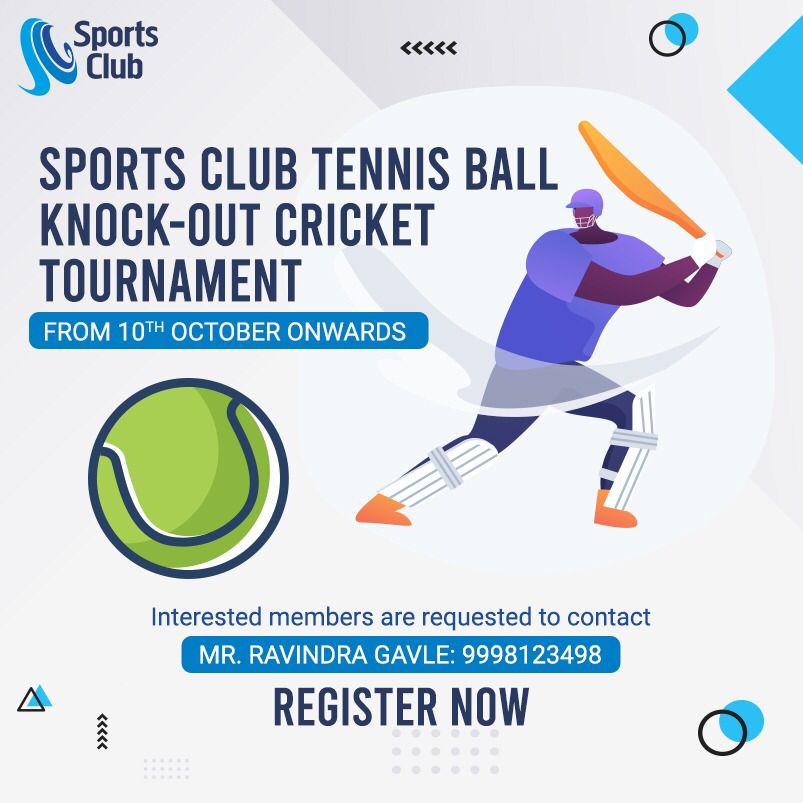 Sports
Club
SPORTS CLUB TENNIS BALL
KNOCK-OUT CRICKET
TOURNAMENT
FROM 10TH OCTOBER ONWARDS
Interested members are requested to contact
MR. RAVINDRA GAVLE: 9998123498
REGISTER NOW